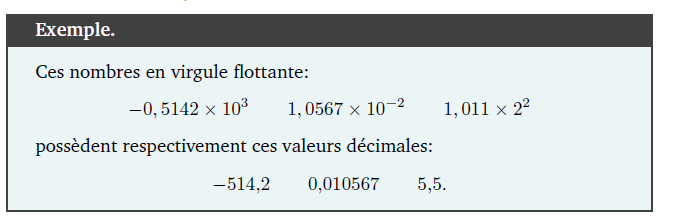 Exemple.
Ces nombres en virgule flottante:
−0, 5142 × 10³ 1, 0567 × 10⁻² 1, 011 × 2²
possèdent respectivement ces valeurs décimales:
−514,2 0,010567 5,5.